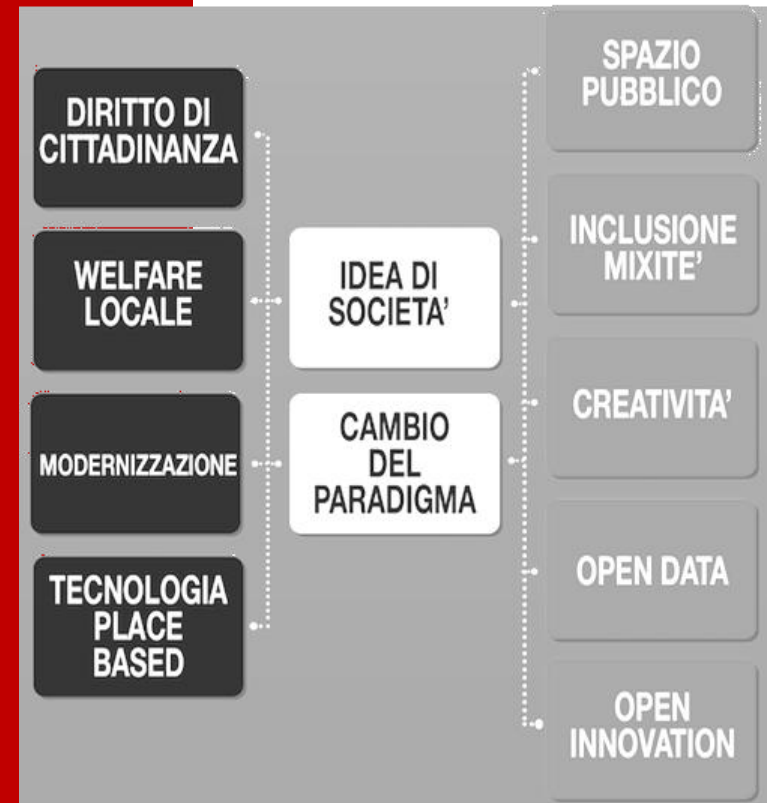 DIRITTO DI
CITTADINANZA
WELFARE
LOCALE
MODERNIZZAZIONE
TECNOLOGIA
PLACE
BASED
IDEA DI
SOCIETA'
CAMBIO
DEL
PARADIGMA
SPAZIO
PUBBLICO
INCLUSIONE
MIXITE'
CREATIVITA'
OPEN DATA
OPEN
INNOVATION